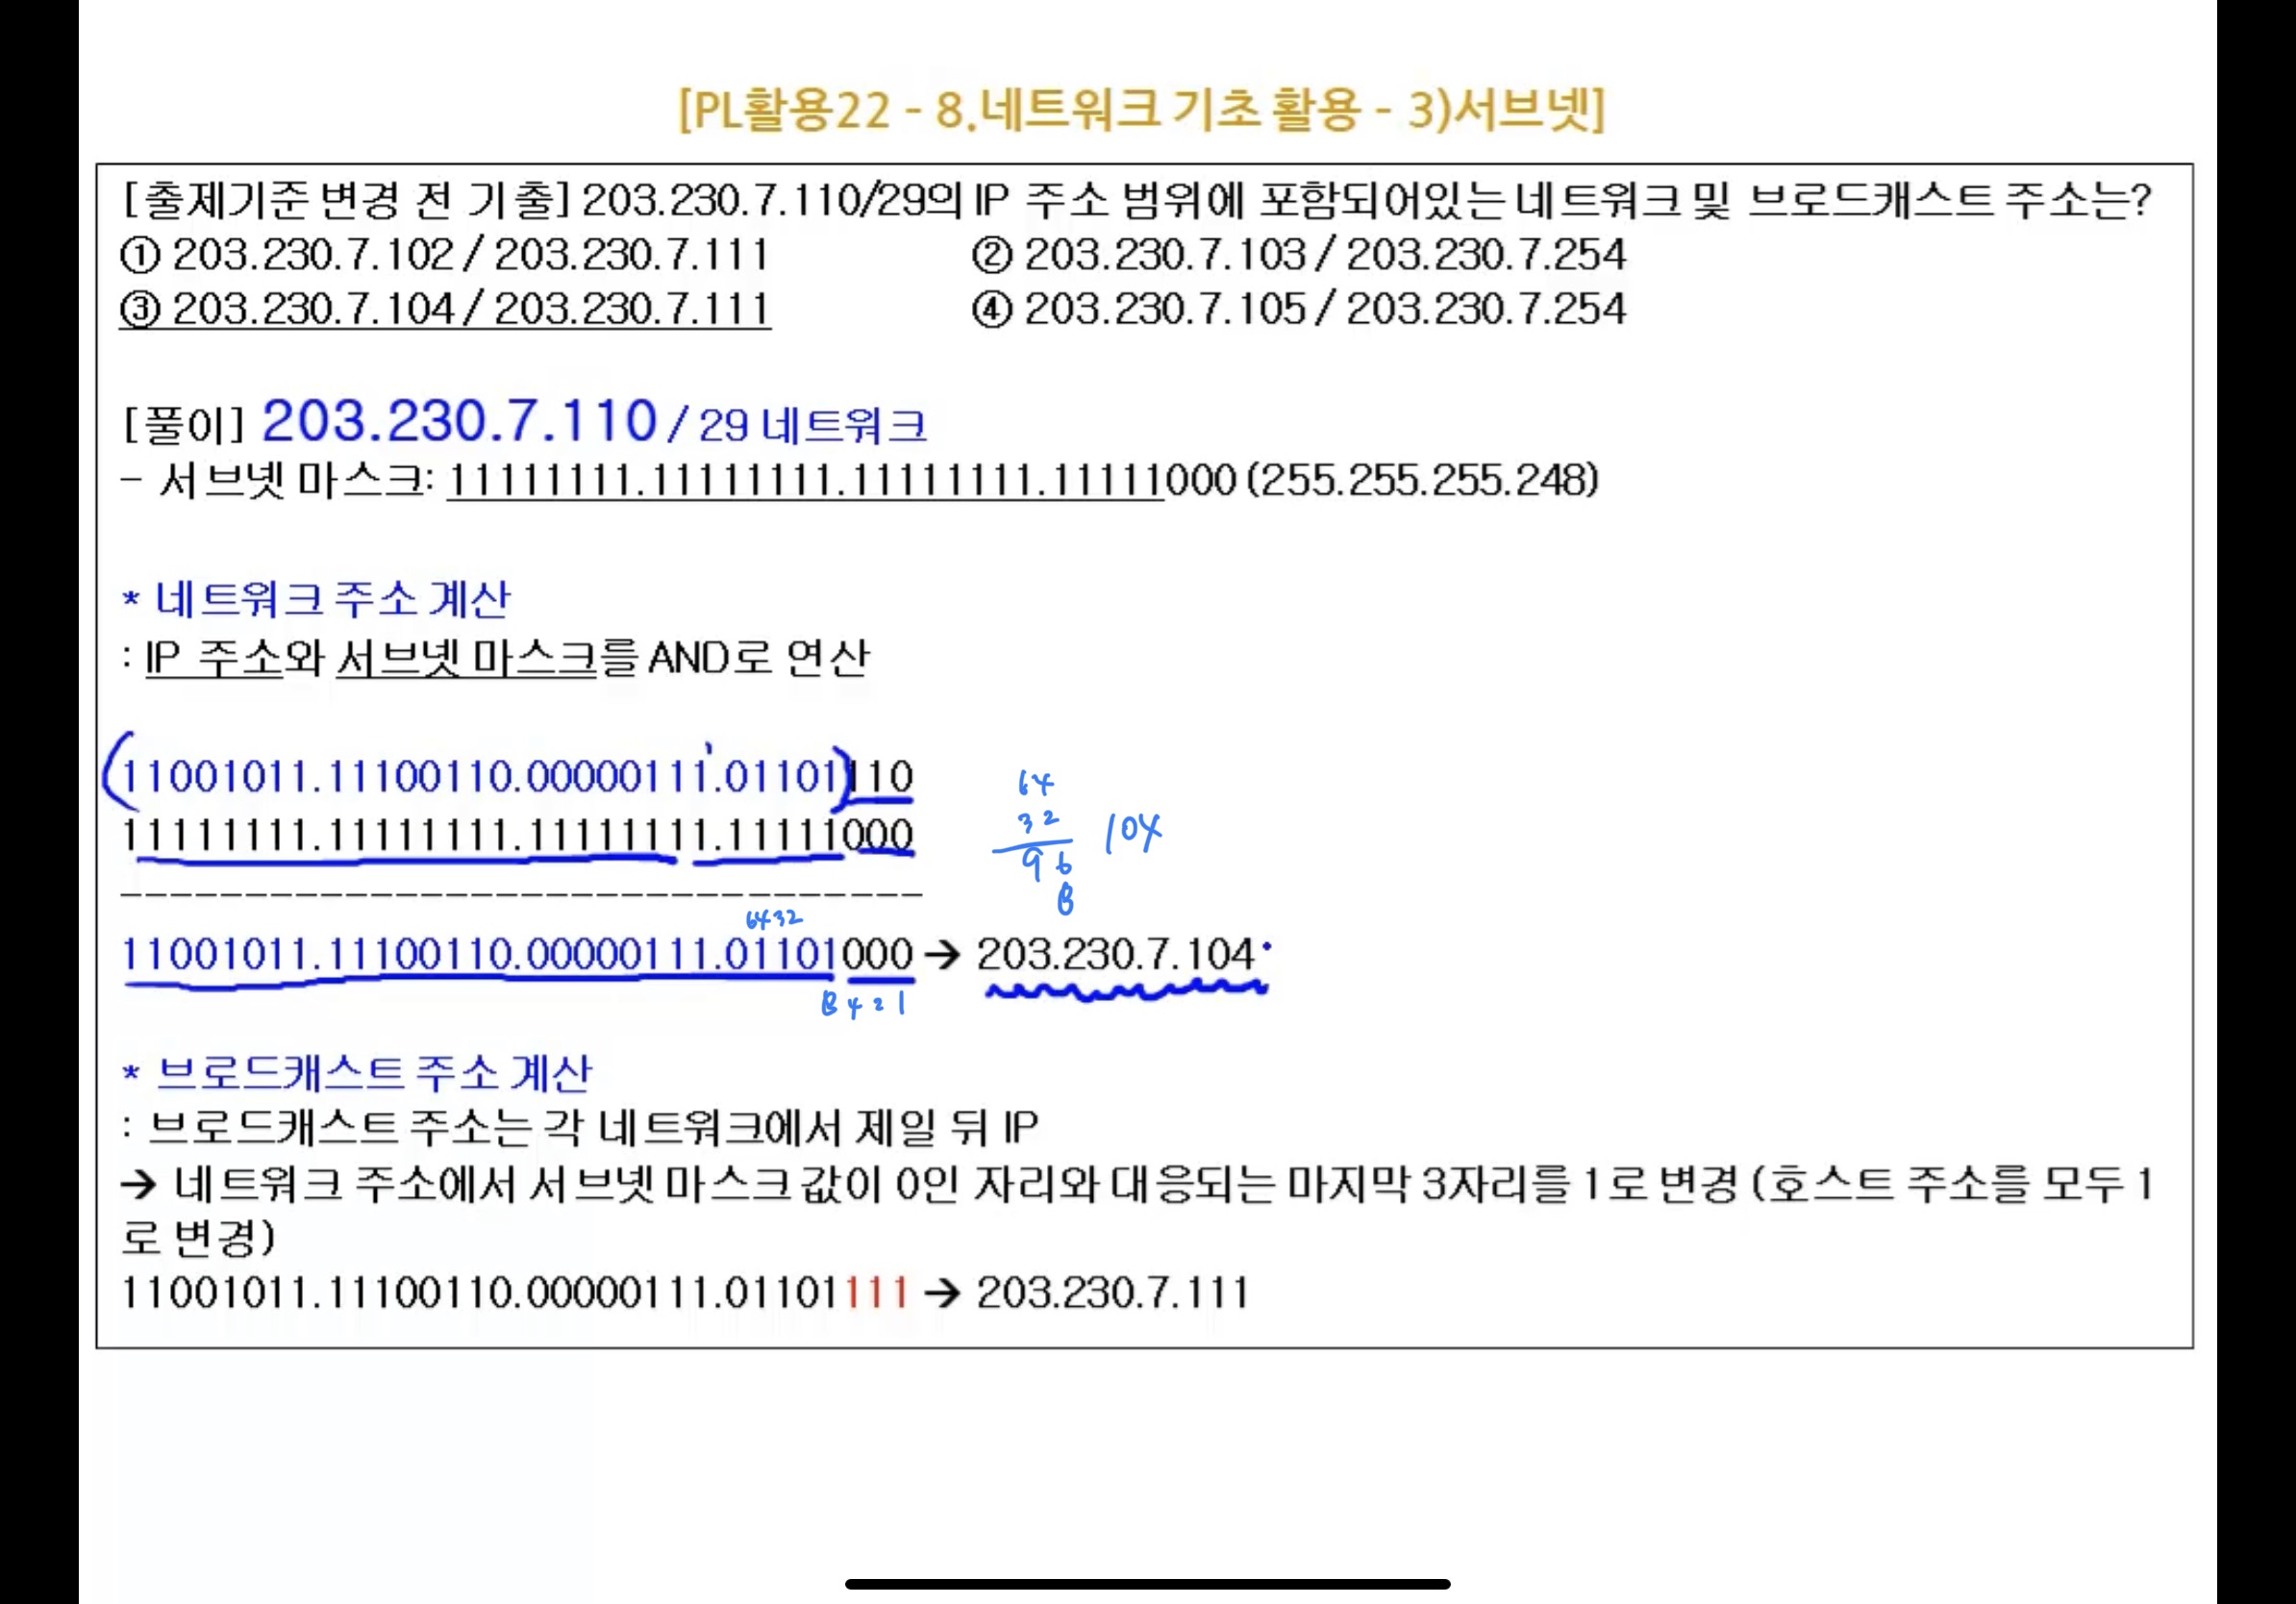 [PL활용22 - 8.네트워크 기초 활용 - 3)서브넷]
[출제기준 변경 전 기출] 203.230.7.110/29의 IP 주소 범위에 포함되어있는 네트워크 및 브로드캐스트 주소는?
① 203.230.7.102 / 203.230.7.111 ② 203.230.7.103 / 203.230.7.254
③ 203.230.7.104 / 203.230.7.111 ④ 203.230.7.105 / 203.230.7.254
[풀이] 203.230.7.110 / 29 네트워크
- 서브넷 마스크: 11111111.11111111.11111111.11111000 (255.255.255.248)
* 네트워크 주소 계산
: IP 주소와 서브넷 마스크를 AND로 연산
(11001011.11100110.00000111.01101)110
11111111.11111111.11111111.11111000
64
32
96 104
8
6432
11001011.11100110.00000111.01101000 → 203.230.7.104
8 4 2 1
* 브로드캐스트 주소 계산
: 브로드캐스트 주소는 각 네트워크에서 제일 뒤 IP
→ 네트워크 주소에서 서브넷 마스크 값이 0인 자리와 대응되는 마지막 3자리를 1로 변경 (호스트 주소를 모두 1
로 변경)
11001011.11100110.00000111.01101111 → 203.230.7.111